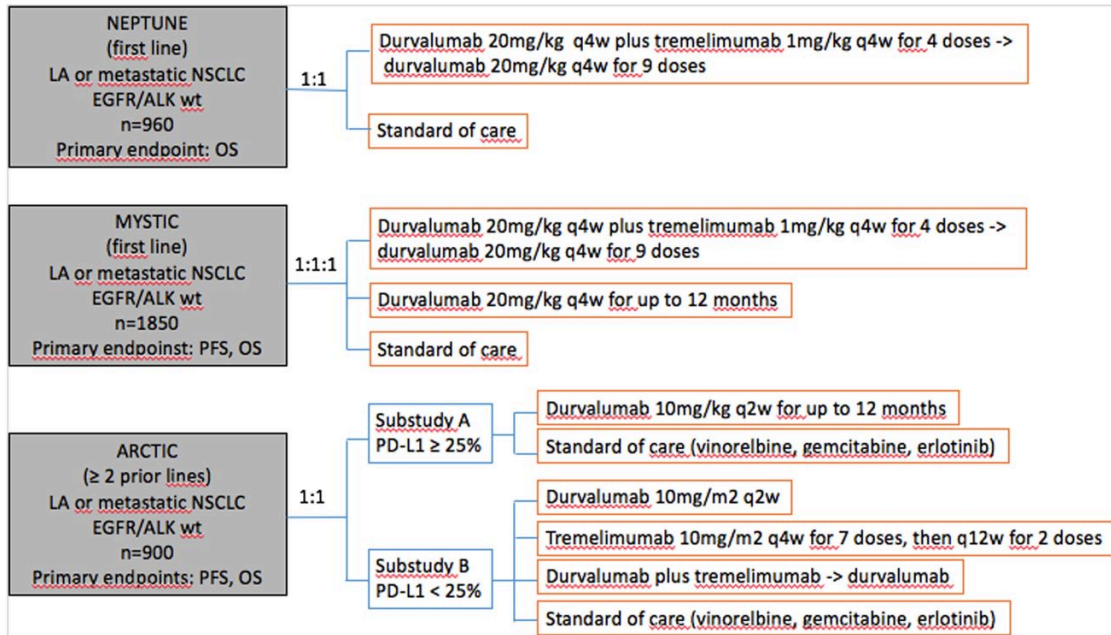 NEPTUNE
(first line)
LA or metastatic NSCLC
EGFR/ALK wt
n=960
Primary endpoint: OS
1:1
Durvalumab 20mg/kg q4w plus tremelimumab 1mg/kg q4w for 4 doses ->
durvalumab 20mg/kg q4w for 9 doses
Standard of care
MYSTIC
(first line)
LA or metastatic NSCLC
EGFR/ALK wt
n=1850
Primary endpoinst: PFS, OS
1:1:1
Durvalumab 20mg/kg q4w plus tremelimumab 1mg/kg q4w for 4 doses ->
durvalumab 20mg/kg q4w for 9 doses
Durvalumab 20mg/kg q4w for up to 12 months
Standard of care
ARCTIC
(≥ 2 prior lines)
LA or metastatic NSCLC
EGFR/ALK wt
n=900
Primary endpoints: PFS, OS
1:1
Substudy A
PD-L1 ≥ 25%
Durvalumab 10mg/kg q2w for up to 12 months
Standard of care (vinorelbine, gemcitabine, erlotinib)
Substudy B
PD-L1 < 25%
Durvalumab 10mg/m2 q2w
Tremelimumab 10mg/m2 q4w for 7 doses, then q12w for 2 doses
Durvalumab plus tremelimumab -> durvalumab
Standard of care (vinorelbine, gemcitabine, erlotinib)